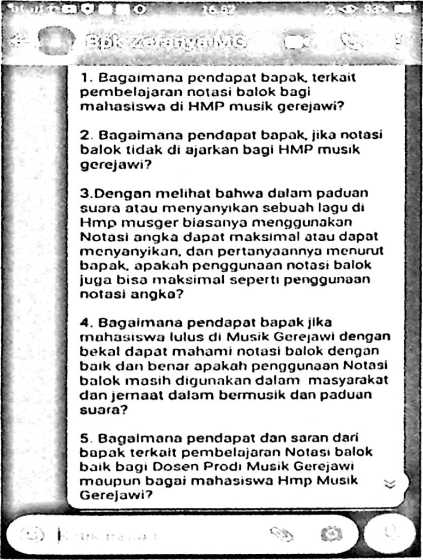 16.52
83%
1. Bagaimana pendapat bapak, terkait
pembelajaran notasi balok bagi
mahasiswa di HMP musik gerejawi?
2. Bagaimana pendapat bapak, jika notasi
balok tidak di ajarkan bagi HMP musik
gerejawi?
3.Dengan melihat bahwa dalam paduan
suara atau menyanyikan sebuah lagu di
Hmp musger biasanya menggunakan
Notasi angka dapat maksimal atau dapat
menyanyikan, dan pertanyaannya menurut
bapak, apakah penggunaan notasi balok
juga bisa maksimal seperti penggunaan
notasi angka?
4. Bagaimana pendapat bapak jika
mahasiswa lulus di Musik Gerejawi dengan
bekal dapat mahami notasi balok dengan
baik dan benar apakah penggunaan Notasi
balok masih digunakan dalam masyarakat
dan jemaat dalam bermusik dan paduan
suara?
5. Bagaimana pendapat dan saran dari
bapak terkait pembelajaran Notasi balok
baik bagi Dosen Prodi Musik Gerejawi
maupun bagai mahasiswa Hmp Musik
Gerejawi?